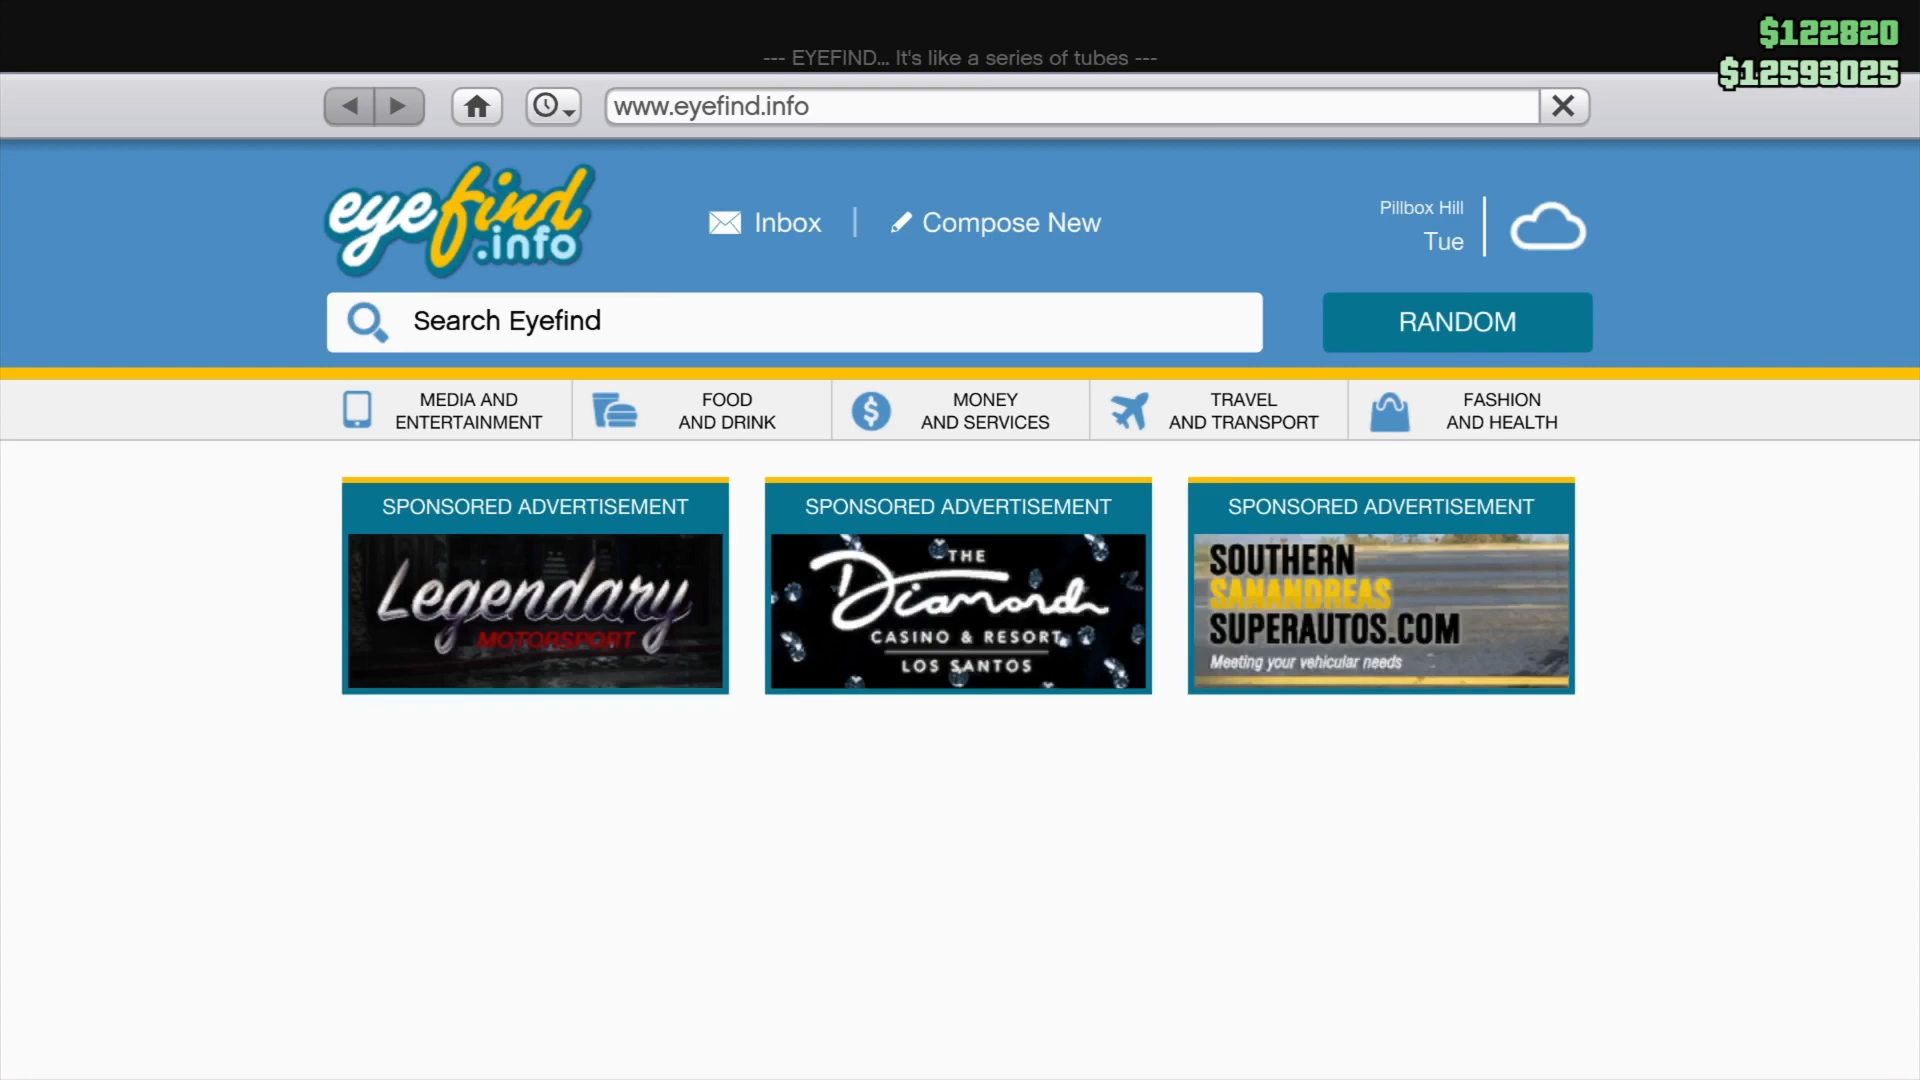 $122820
--- EYEFIND... It's like a series of tubes ---
$12593025
www.eyefind.info
eyefind
.info
Inbox
Compose New
Pillbox Hill
Tue
Search Eyefind
RANDOM
MEDIA AND
ENTERTAINMENT
FOOD
AND DRINK
MONEY
AND SERVICES
TRAVEL
AND TRANSPORT
FASHION
AND HEALTH
SPONSORED ADVERTISEMENT
Legendary
MOTORSPORT
SPONSORED ADVERTISEMENT
THE
Diamond
CASINO & RESORT
LOS SANTOS
SPONSORED ADVERTISEMENT
SOUTHERN
SANANDREAS
SUPERAUTOS.COM
Meeting your vehicular needs